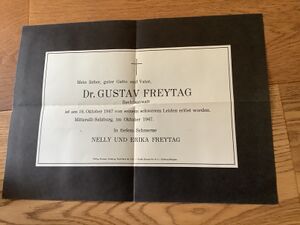 Mein lieber, guter Gatte und Vater,
Dr. GUSTAV FREYTAG
Rechtsanwalt
ist am 16. Oktober 1947 von seinem schweren Leiden erlöst worden.
Salzburg, im Oktober 1947.
In tiefem Schmerze
NELLY UND ERIKA FREYTAG